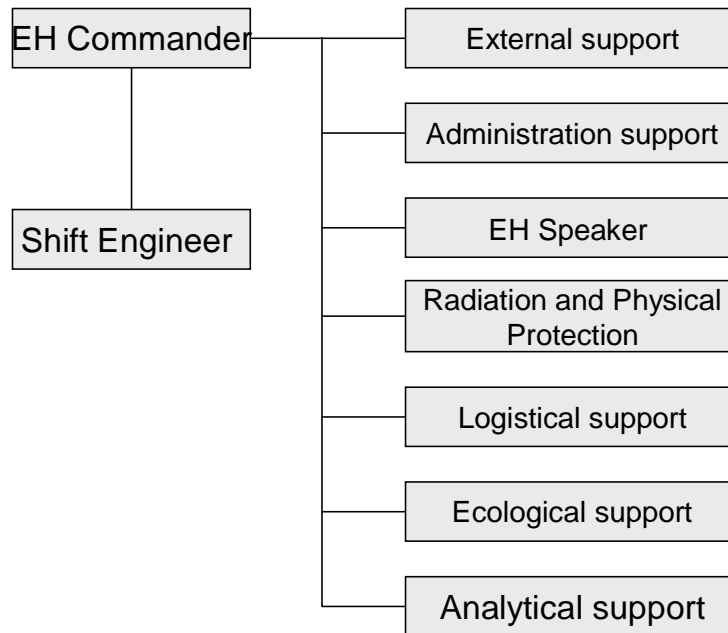 EH Commander
External support
Administration support
Shift Engineer
EH Speaker
Radiation and Physical
Protection
Logistical support
Ecological support
Analytical support